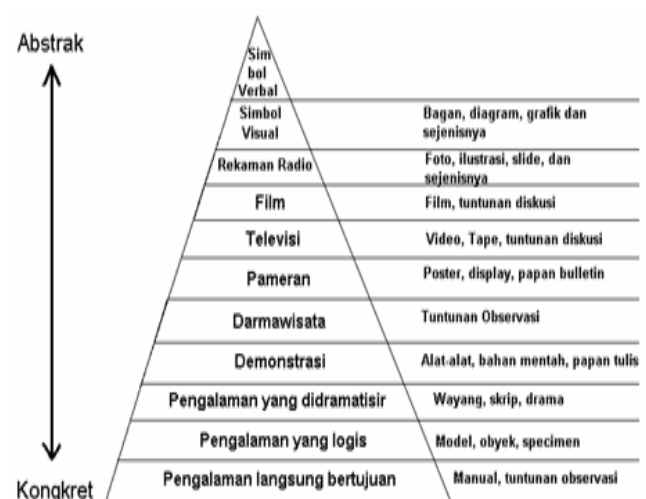 Abstrak
Sim
bol
Verbal
Simbol
Visual
Bagan, diagram, grafik dan
sejenisnya
Rekaman Radio
Foto, ilustrasi, slide, dan
sejenisnya
Film
Film, tuntunan diskusi
Televisi
Video, Tape, tuntunan diskusi
Pameran
Poster, display, papan bulletin
Darmawisata
Tuntunan Observasi
Demonstrasi
Alat-alat, bahan mentah, papan tulis
Pengalaman yang didramatisir
Wayang, skrip, drama
Pengalaman yang logis
Model, obyek, specimen
Pengalaman langsung bertujuan
Manual, tuntunan observasi
Kongkret